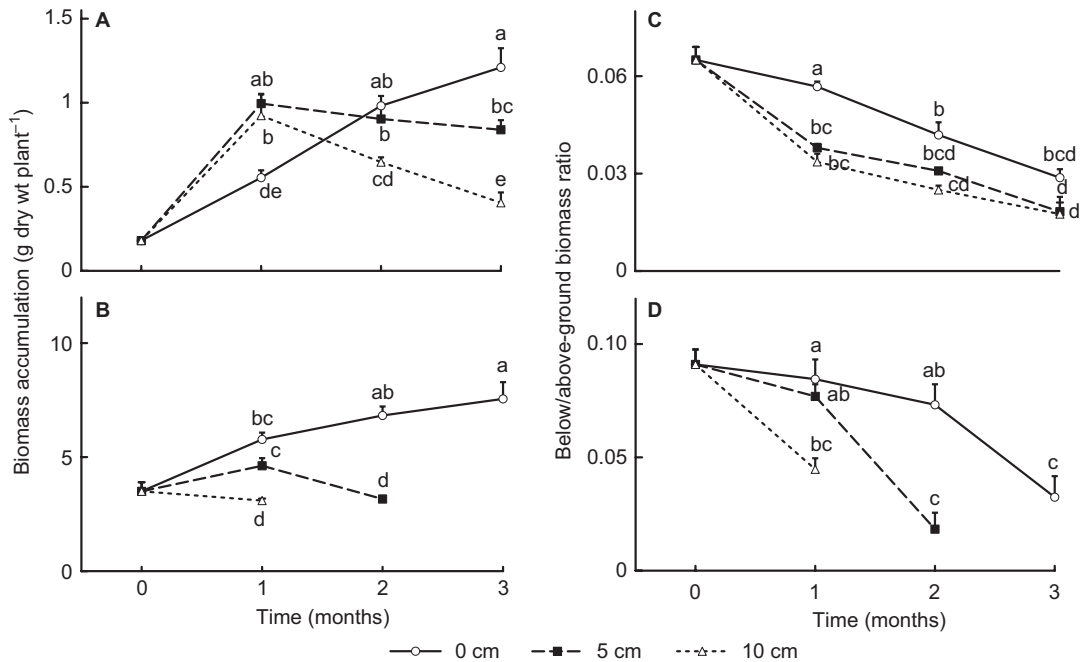 A
Biomass accumulation (g dry wt plant⁻¹)
1.5
1
0.5
0
ab
b
de
ab
b
cd
a
bc
e
B
10
5
0
bc
c
d
ab
d
a
0
1
2
3
Time (months)
C
Below/above-ground biomass ratio
0.06
0.03
0
a
bc
bc
b
bcd
cd
bcd
d
d
D
0.10
0.05
0
a
ab
bc
ab
c
c
0
1
2
3
Time (months)
0 cm
5 cm
10 cm